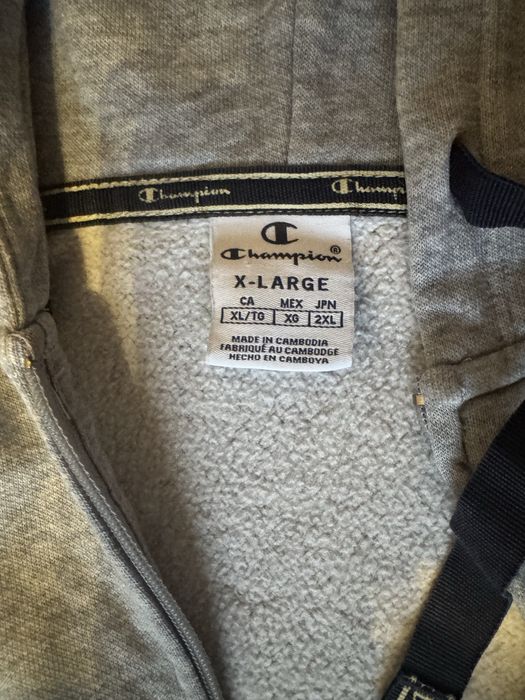 Champion
Champion
Champion®
X-LARGE
CA MEX JPN
XL/TG XG 2XL
MADE IN CAMBODIA
FABRIQUÉ AU CAMBODGE
HECHO EN CAMBOYA